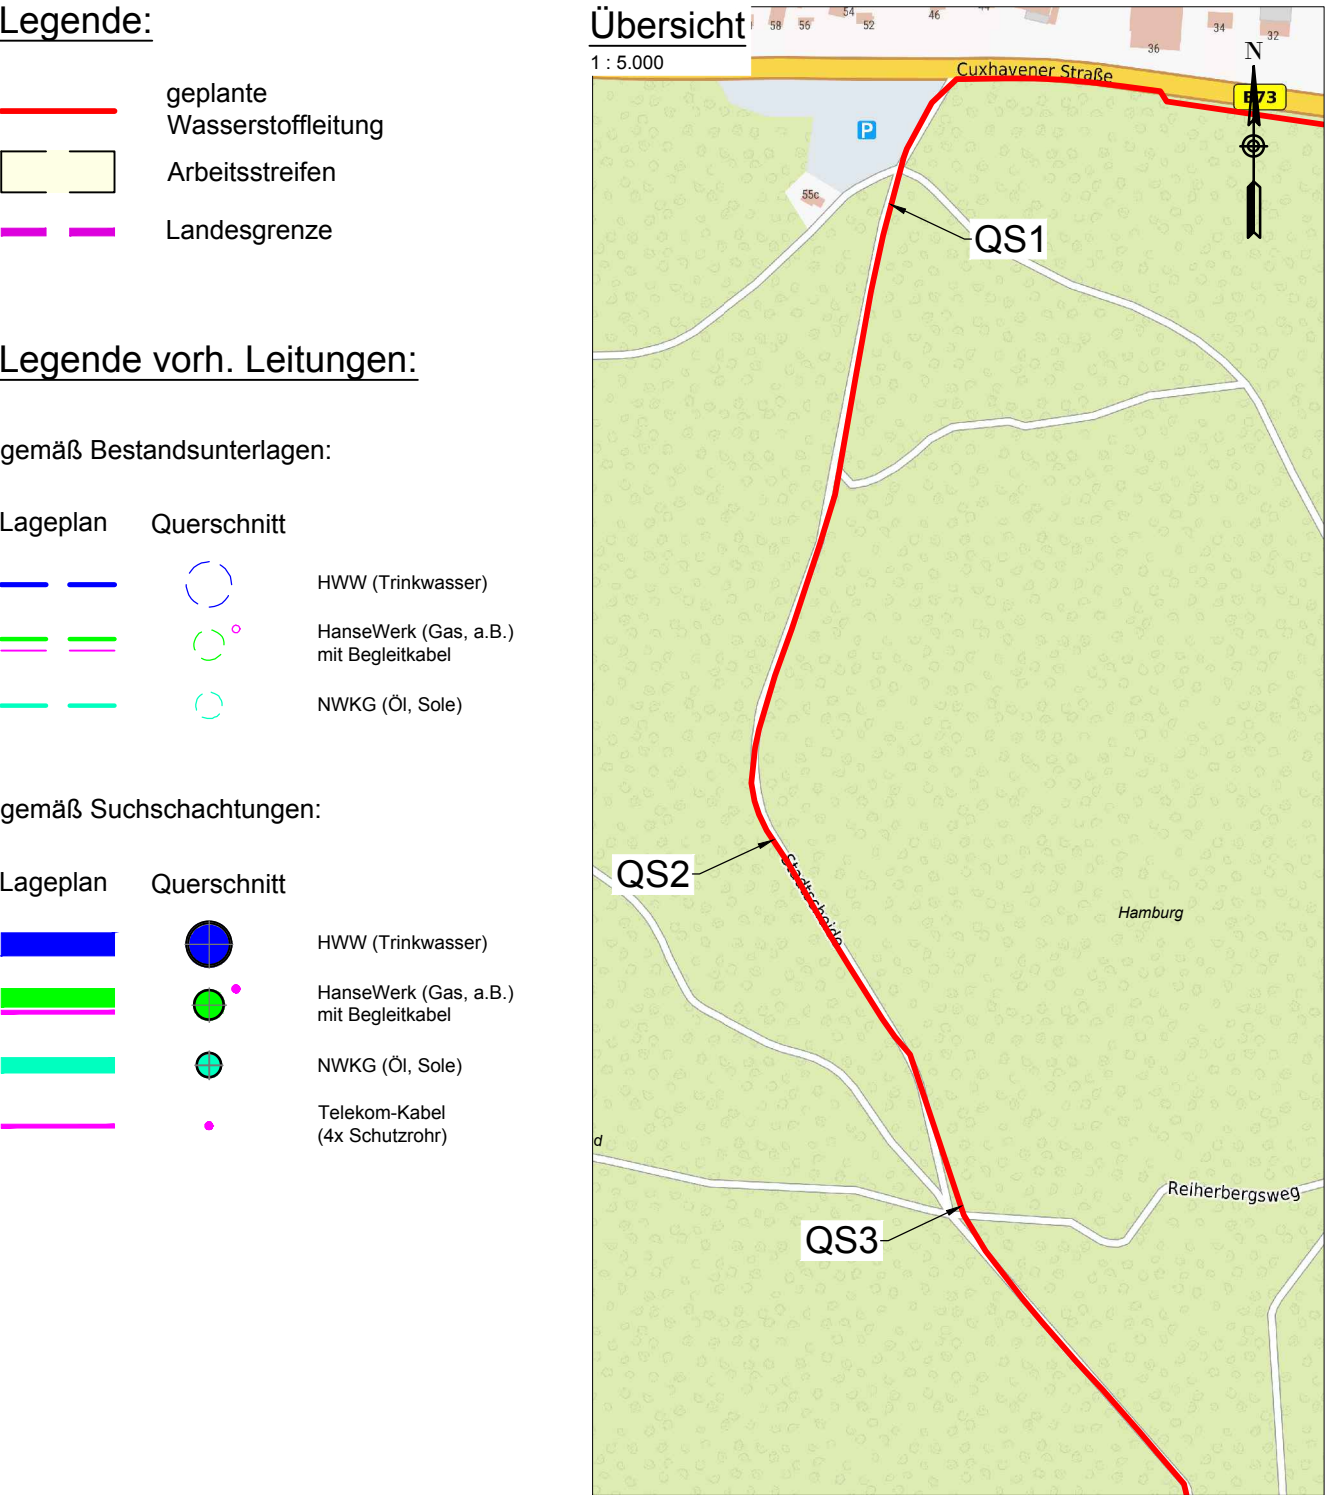 Legende:
geplante
Wasserstoffleitung
Arbeitsstreifen
Landesgrenze
Legende vorh. Leitungen:
gemäß Bestandsunterlagen:
Lageplan Querschnitt
HWW (Trinkwasser)
HanseWerk (Gas, a.B.)
mit Begleitkabel
NWKG (Öl, Sole)
gemäß Suchschachtungen:
Lageplan Querschnitt
HWW (Trinkwasser)
HanseWerk (Gas, a.B.)
mit Begleitkabel
NWKG (Öl, Sole)
Telekom-Kabel
(4x Schutzrohr)
Übersicht
1 : 5.000
58 56 54 52 46 44 36 34 32
N
Cuxhavener Straße
B73
P
55c
QS1
QS2
Stadtscheide
Hamburg
d
Reiherbergsweg
QS3